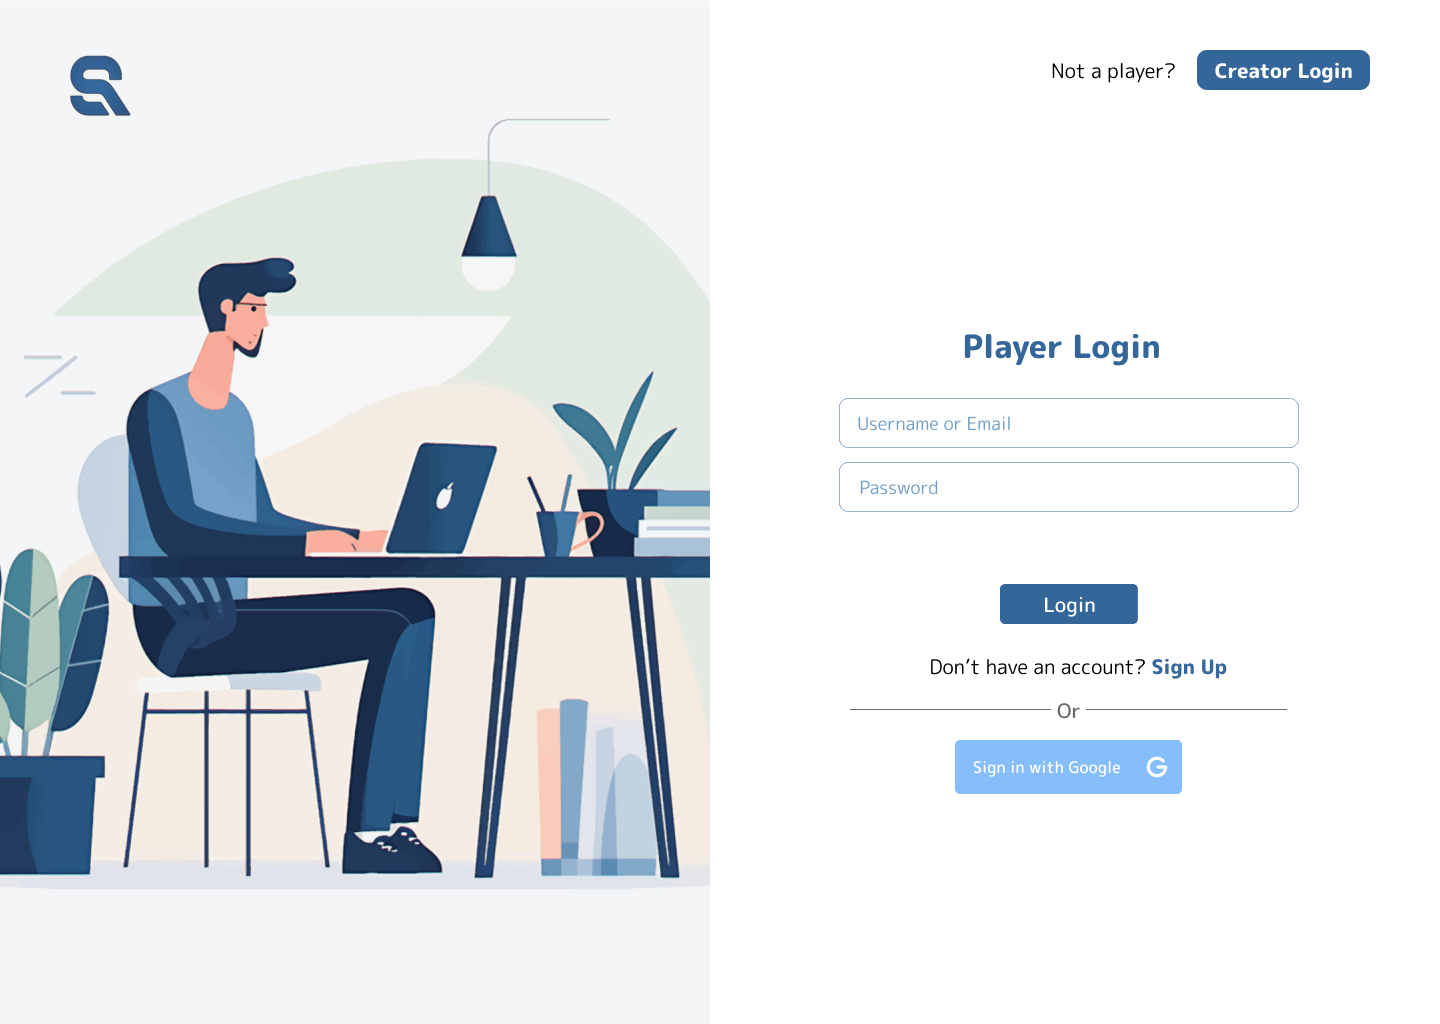 Not a player? Creator Login
Player Login
Username or Email
Password
Login
Don’t have an account? Sign Up
Or
Sign in with Google